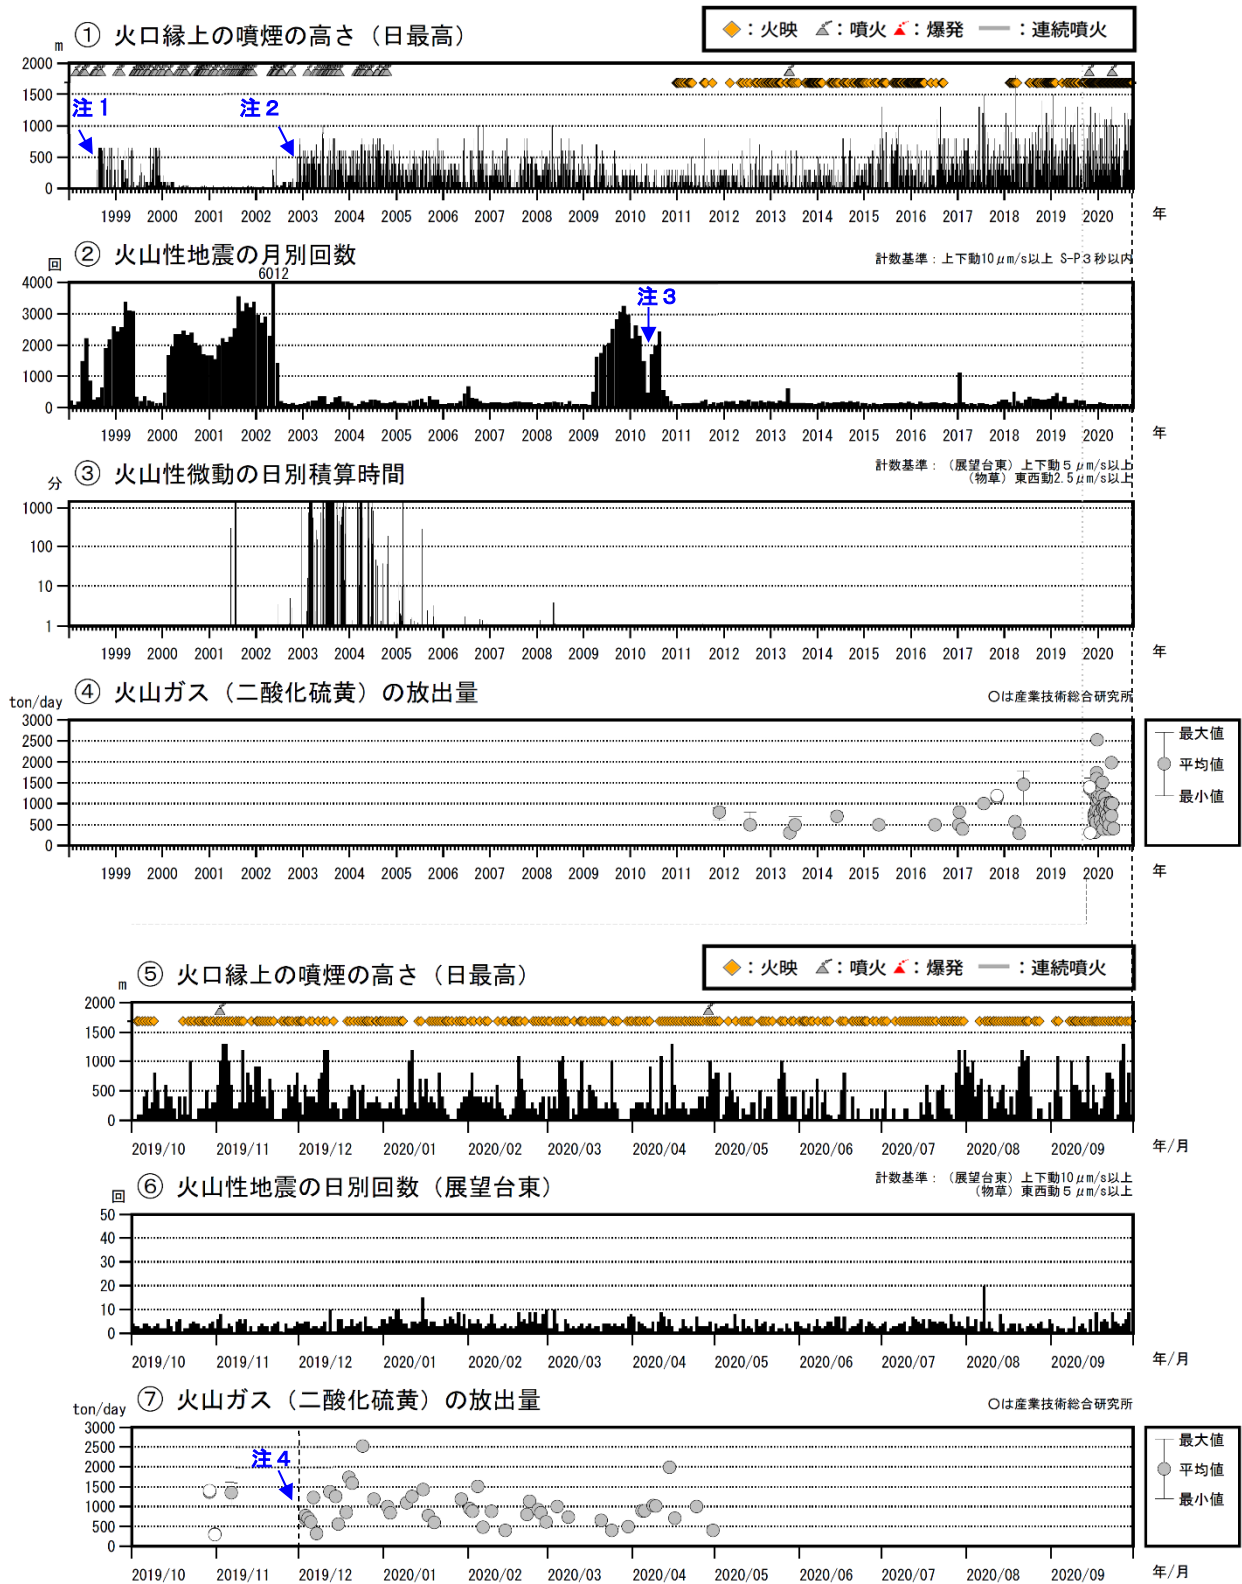 ① 火口縁上の噴煙の高さ（日最高）
◆：火映 ：噴火 ：爆発 ：連続噴火
m
2000
1500
1000
500
0
注１
注２
1999 2000 2001 2002 2003 2004 2005 2006 2007 2008 2009 2010 2011 2012 2013 2014 2015 2016 2017 2018 2019 2020 年
② 火山性地震の月別回数
計数基準：上下動10μm/s以上 S-P3秒以内
回
6012
4000
3000
2000
1000
0
注３
1999 2000 2001 2002 2003 2004 2005 2006 2007 2008 2009 2010 2011 2012 2013 2014 2015 2016 2017 2018 2019 2020 年
③ 火山性微動の日別積算時間
計数基準：（展望台東）上下動５μm/s以上
（物草）東西動2.5μm/s以上
分
1000
100
10
1
1999 2000 2001 2002 2003 2004 2005 2006 2007 2008 2009 2010 2011 2012 2013 2014 2015 2016 2017 2018 2019 2020 年
④ 火山ガス（二酸化硫黄）の放出量
○は産業技術総合研究所
ton/day
3000
2500
2000
1500
1000
500
0
最大値
平均値
最小値
1999 2000 2001 2002 2003 2004 2005 2006 2007 2008 2009 2010 2011 2012 2013 2014 2015 2016 2017 2018 2019 2020 年
⑤ 火口縁上の噴煙の高さ（日最高）
◆：火映 ：噴火 ：爆発 ：連続噴火
m
2000
1500
1000
500
0
2019/10 2019/11 2019/12 2020/01 2020/02 2020/03 2020/04 2020/05 2020/06 2020/07 2020/08 2020/09 年/月
⑥ 火山性地震の日別回数（展望台東）
計数基準：（展望台東）上下動10μm/s以上
（物草）東西動５μm/s以上
回
50
40
30
20
10
0
2019/10 2019/11 2019/12 2020/01 2020/02 2020/03 2020/04 2020/05 2020/06 2020/07 2020/08 2020/09 年/月
⑦ 火山ガス（二酸化硫黄）の放出量
○は産業技術総合研究所
ton/day
3000
2500
2000
1500
1000
500
0
注４
最大値
平均値
最小値
2019/10 2019/11 2019/12 2020/01 2020/02 2020/03 2020/04 2020/05 2020/06 2020/07 2020/08 2020/09 年/月